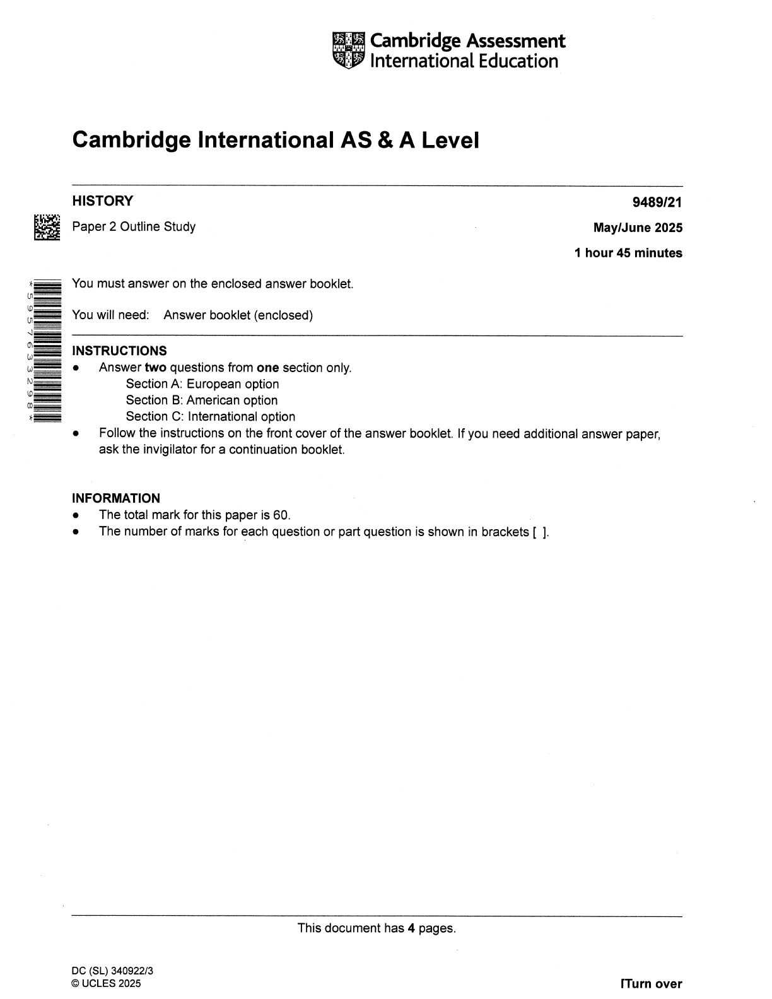 Cambridge Assessment
International Education
Cambridge International AS & A Level
HISTORY 9489/21
Paper 2 Outline Study May/June 2025
1 hour 45 minutes
You must answer on the enclosed answer booklet.
You will need: Answer booklet (enclosed)
INSTRUCTIONS
● Answer two questions from one section only.
Section A: European option
Section B: American option
Section C: International option
● Follow the instructions on the front cover of the answer booklet. If you need additional answer paper,
ask the invigilator for a continuation booklet.
INFORMATION
● The total mark for this paper is 60.
● The number of marks for each question or part question is shown in brackets [ ].
*5957633298*
This document has 4 pages.
DC (SL) 340922/3
© UCLES 2025
[Turn over